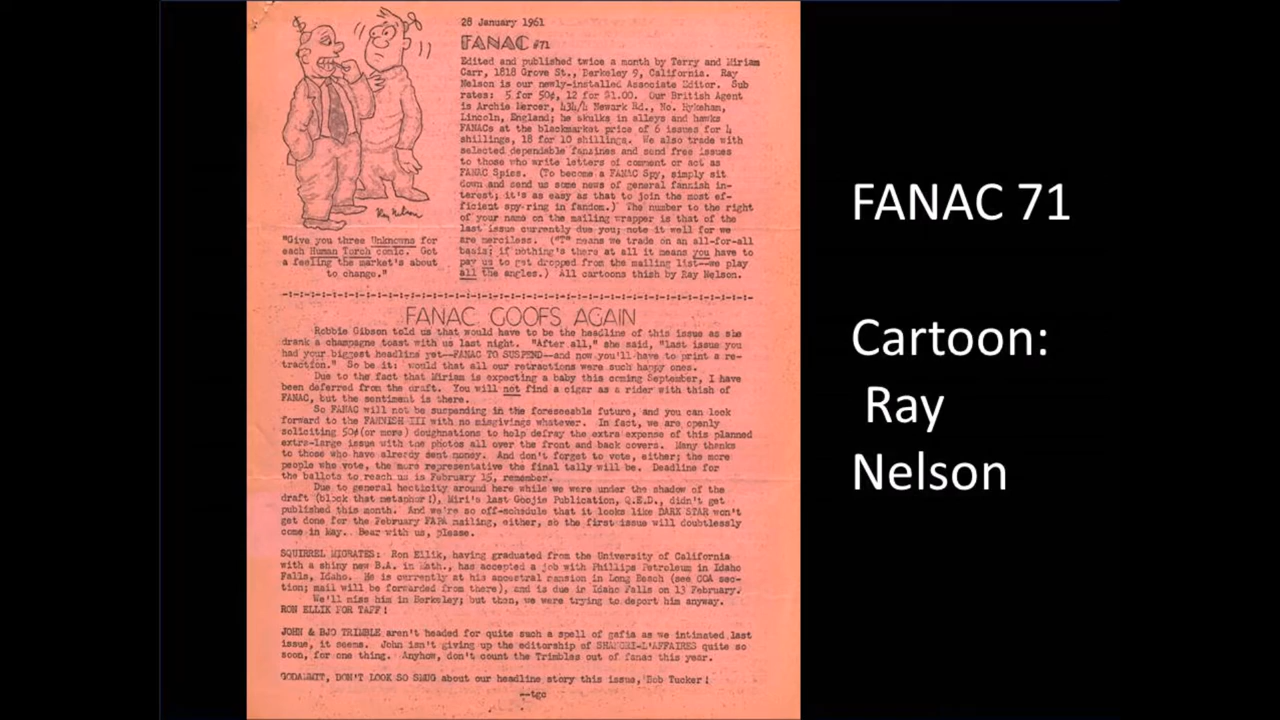 28 January 1961
FANAC #71
Edited and published twice a month by Terry and Miriam
Carr, 1818 Grove St., Berkeley 9, California. Ray
Nelson is our newly-installed Associate Editor. Sub
rates: 5 for 50¢, 12 for $1.00. Our British Agent
is Archie Mercer, 434/4 Newark Rd., No. Hykeham,
Lincoln, England; he skulks in alleys and hawks
FANACs at the blackmarket price of 6 issues for 4
shillings, 18 for 10 shillings. We also trade with
selected dependable fanzines and send free issues
to those who write letters of comment or act as
FANAC Spies. (To become a FANAC Spy, simply sit
down and send us some news of general fannish in-
terest; it's as easy as that to join the most ef-
ficient spy-ring in fandom.) The number to the right
of your name on the mailing wrapper is that of the
last issue currently due you; note it well for we
are merciless. ("T" means we trade on an all-for-all
basis; if nothing's there at all it means you have to
pay us to get dropped from the mailing list--we play
all the angles.) All cartoons thish by Ray Nelson.
Ray Nelson
"Give you three Unknowns for
each Human Torch comic. Got
a feeling the market's about
to change."
FANAC GOOFS AGAIN
Robbie Gibson told us that would have to be the headline of this issue as she
drank a champagne toast with us last night. "After all," she said, "last issue you
had your biggest headline yet--FANAC TO SUSPEND--and now you'll have to print a re-
traction." So be it: would that all our retractions were such happy ones.
Due to the fact that Miriam is expecting a baby this coming September, I have
been deferred from the draft. You will not find a cigar as a rider with thish of
FANAC, but the sentiment is there.
So FANAC will not be suspending in the foreseeable future, and you can look
forward to the FANNISH III with no misgivings whatever. In fact, we are openly
soliciting 50¢(or more) doughnations to help defray the extra expense of this planned
extra-large issue with the photos all over the front and back covers. Many thanks
to those who have already sent money. And don't forget to vote, either; the more
people who vote, the more representative the final tally will be. Deadline for
the ballots to reach us is February 15, remember.
Due to general hecticity around here while we were under the shadow of the
draft (block that metaphor!), Miri's last Goojie Publication, Q.E.D., didn't get
published this month. And we're so off-schedule that it looks like DARK STAR won't
get done for the February FAPA mailing, either, so the first issue will doubtlessly
come in May. Bear with us, please.
SQUIRREL MIGRATES: Ron Ellik, having graduated from the University of California
with a shiny new B.A. in Math., has accepted a job with Phillips Petroleum in Idaho
Falls, Idaho. He is currently at his ancestral mansion in Long Beach (see COA sec-
tion; mail will be forwarded from there), and is due in Idaho Falls on 13 February.
We'll miss him in Berkeley; but then, we were trying to deport him anyway.
RON ELLIK FOR TAFF!
JOHN & BJO TRIMBLE aren't headed for quite such a spell of gafia as we intimated last
issue, it seems. John isn't giving up the editorship of SHANGRI-L'AFFAIRES quite so
soon, for one thing. Anyhow, don't count the Trimbles out of fanac this year.
GODAMMIT, DON'T LOOK SO SMUG about our headline story this issue, Bob Tucker!
--tgc
FANAC 71
Cartoon:
Ray
Nelson